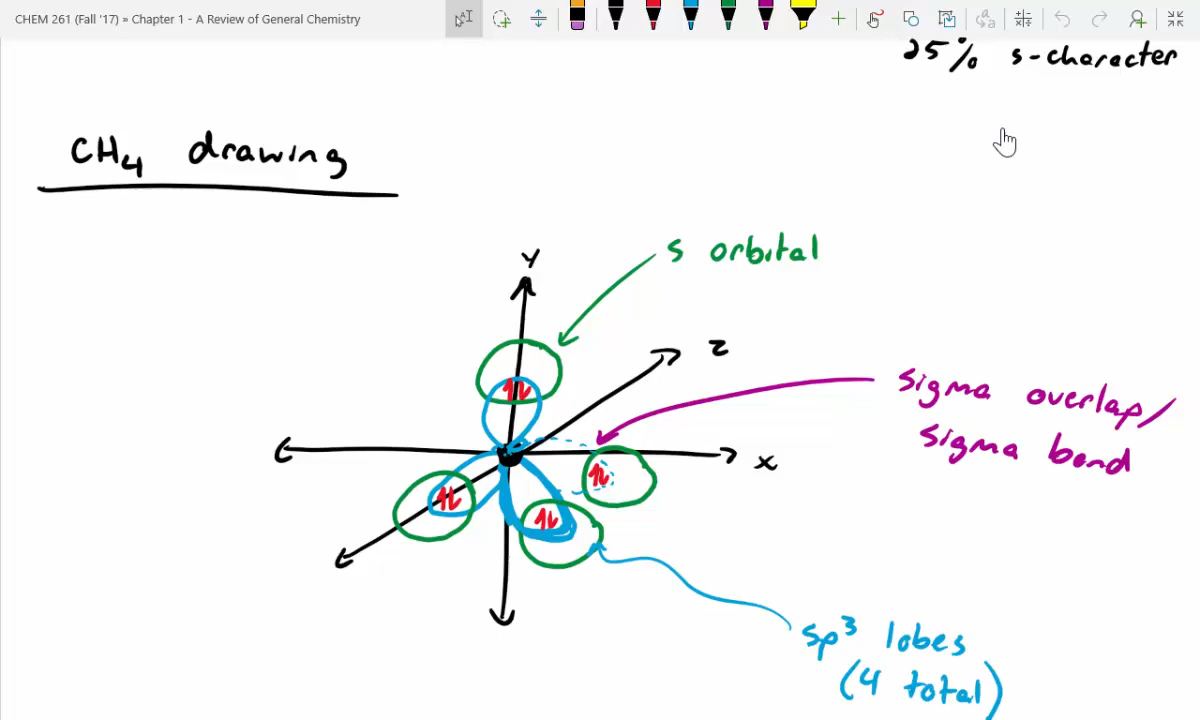 CHEM 261 (Fall '17) » Chapter 1 - A Review of General Chemistry
25% s-character
CH4 drawing
Y
s orbital
z
sigma overlap/
sigma bond
x
sp³ lobes
(4 total)